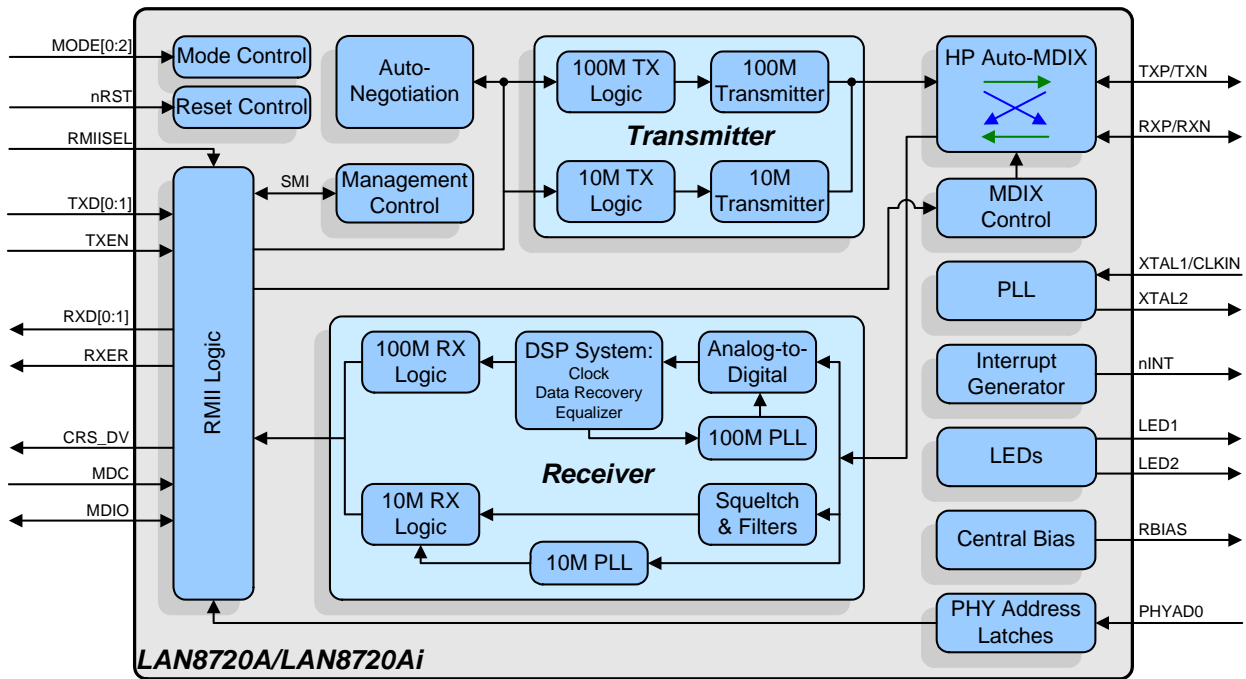 MODE[0:2]
nRST
RMIISEL
TXD[0:1]
TXEN
RXD[0:1]
RXER
CRS_DV
MDC
MDIO
Mode Control
Reset Control
RMII Logic
SMI
Auto-
Negotiation
Management
Control
100M TX
Logic
100M
Transmitter
Transmitter
10M TX
Logic
10M
Transmitter
HP Auto-MDIX
MDIX
Control
TXP/TXN
RXP/RXN
100M RX
Logic
DSP System:
Clock
Data Recovery
Equalizer
Analog-to-
Digital
100M PLL
Receiver
10M RX
Logic
Squeltch
& Filters
10M PLL
PLL
XTAL1/CLKIN
XTAL2
Interrupt
Generator
nINT
LEDs
LED1
LED2
Central Bias
RBIAS
PHY Address
Latches
PHYAD0
LAN8720A/LAN8720Ai